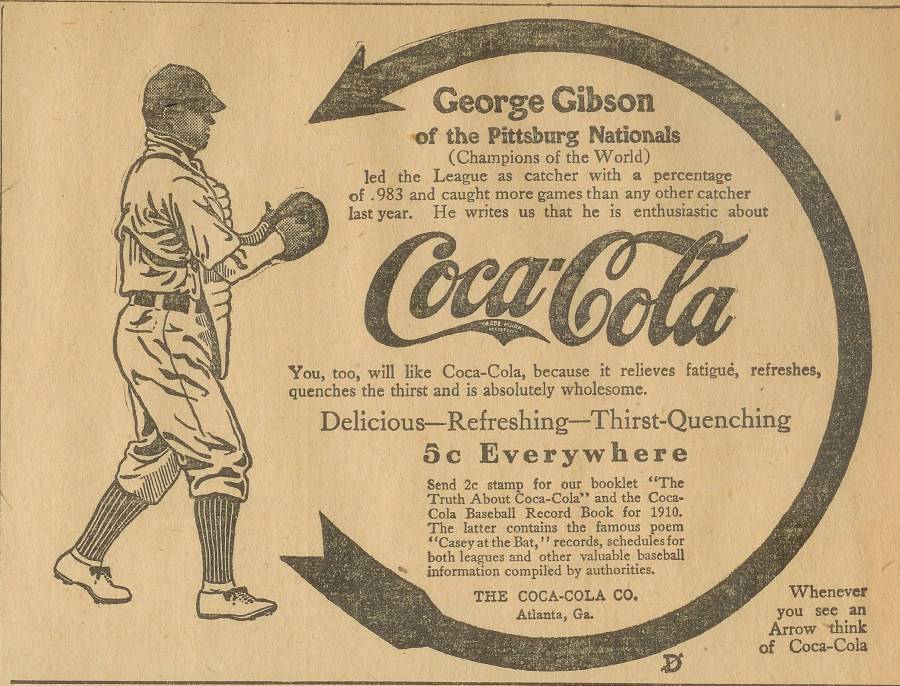 George Gibson
of the Pittsburg Nationals
(Champions of the World)
led the League as catcher with a percentage
of .983 and caught more games than any other catcher
last year. He writes us that he is enthusiastic about
Coca-Cola
TRADE MARK
You, too, will like Coca-Cola, because it relieves fatigue, refreshes,
quenches the thirst and is absolutely wholesome.
Delicious—Refreshing—Thirst-Quenching
5c Everywhere
Send 2c stamp for our booklet "The
Truth About Coca-Cola" and the Coca-
Cola Baseball Record Book for 1910.
The latter contains the famous poem
"Casey at the Bat," records, schedules for
both leagues and other valuable baseball
information compiled by authorities.
THE COCA-COLA CO.
Atlanta, Ga.
Whenever
you see an
Arrow think
of Coca-Cola